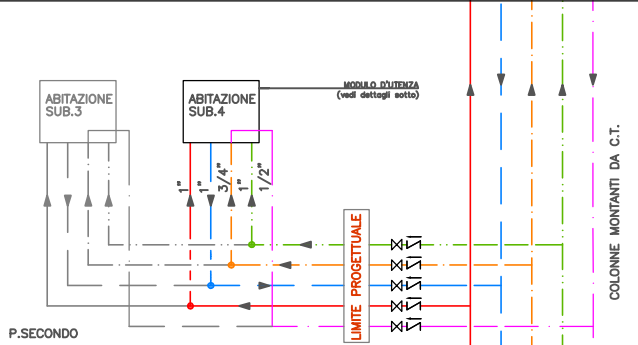 ABITAZIONE
SUB.3
ABITAZIONE
SUB.4
MODULO D'UTENZA
(vedi dettagli sotto)
1"
1"
3/4"
1"
1/2"
LIMITE PROGETTUALE
COLONNE MONTANTI DA C.T.
P.SECONDO